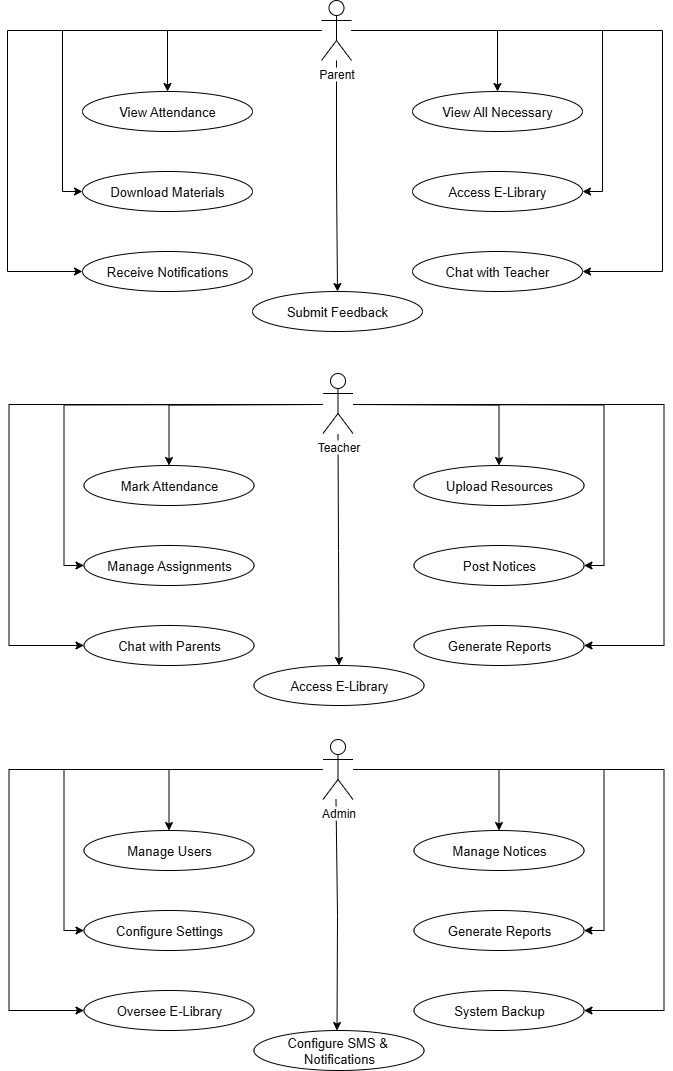 Parent
View Attendance
View All Necessary
Download Materials
Access E-Library
Receive Notifications
Chat with Teacher
Submit Feedback
Teacher
Mark Attendance
Upload Resources
Manage Assignments
Post Notices
Chat with Parents
Generate Reports
Access E-Library
Admin
Manage Users
Manage Notices
Configure Settings
Generate Reports
Oversee E-Library
System Backup
Configure SMS &
Notifications